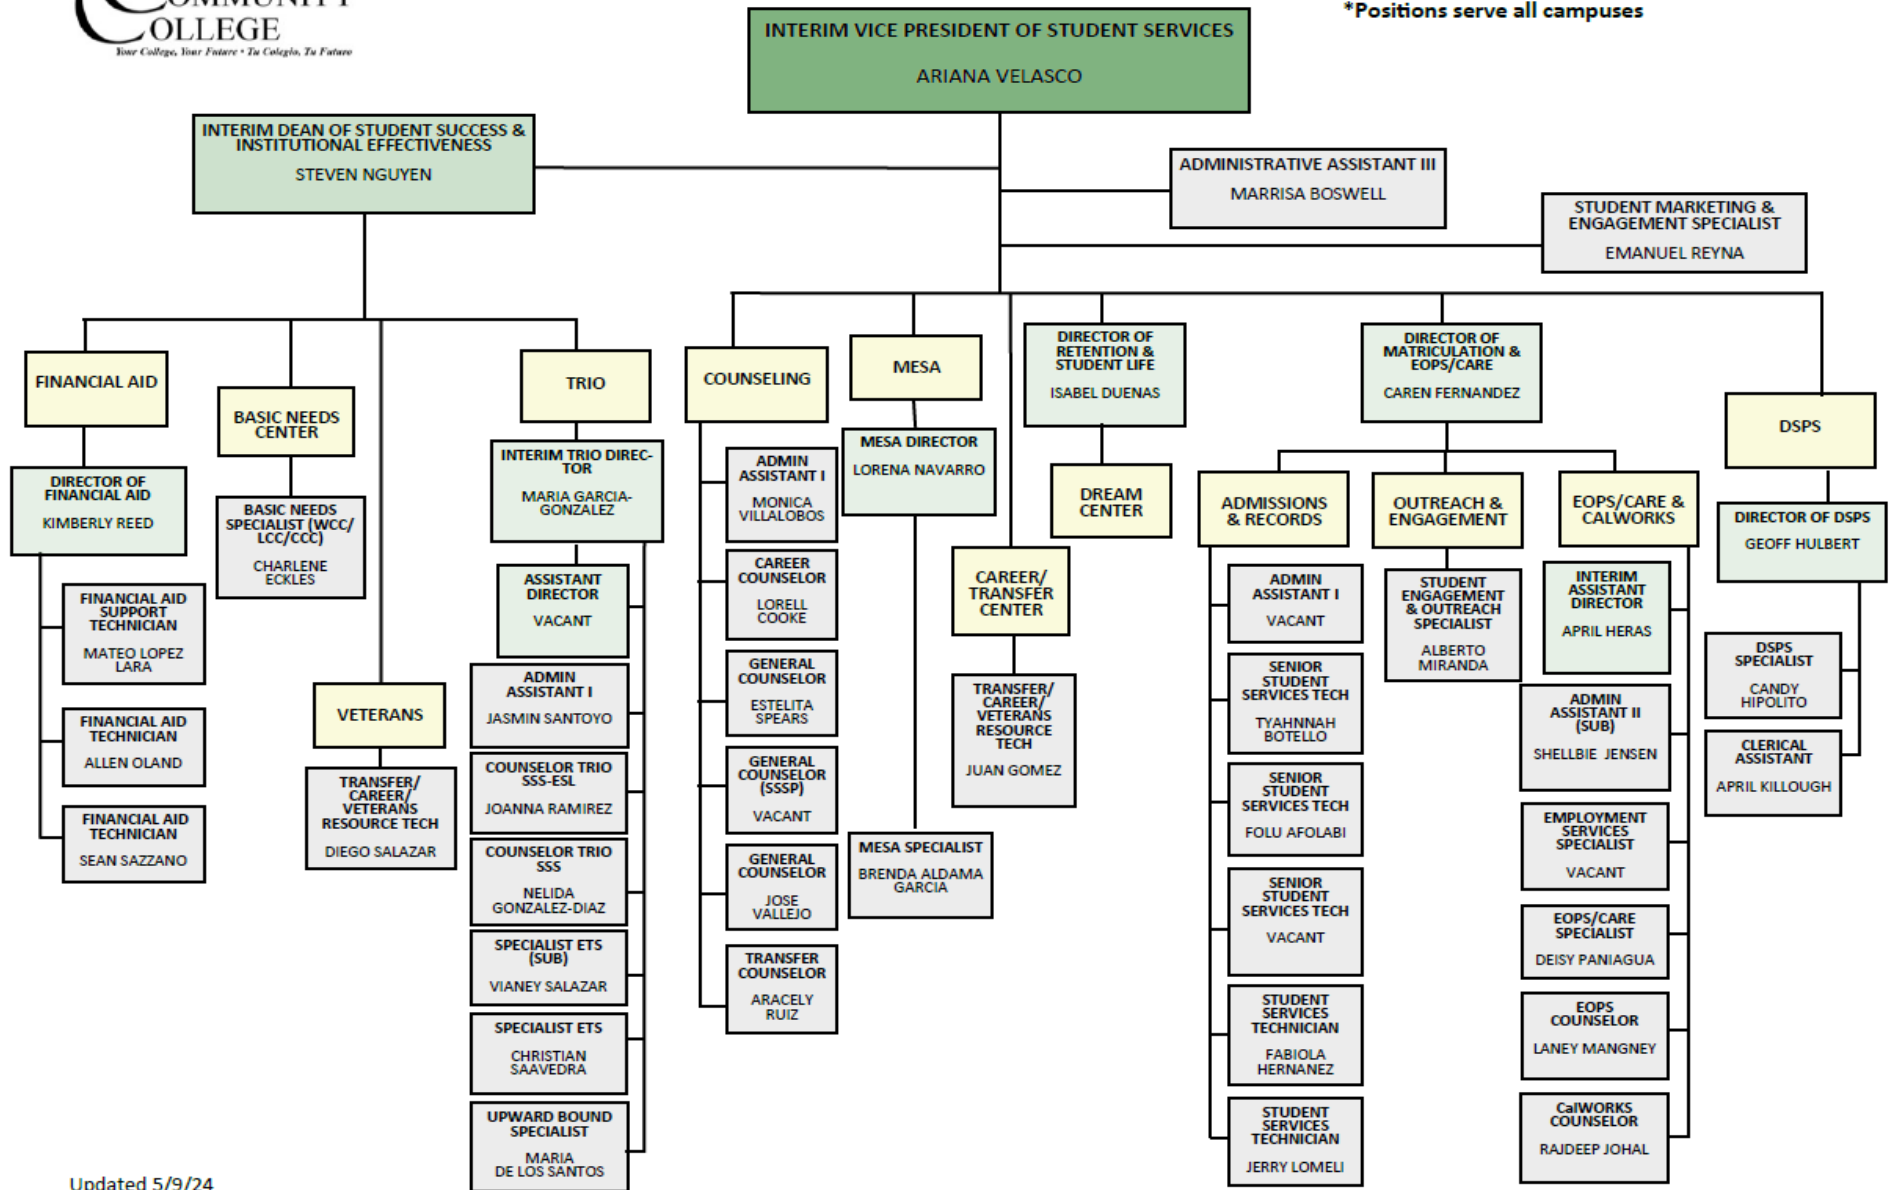 COMMUNITY
COLLEGE
Your College, Your Future • Tu Colegio, Tu Futuro
*Positions serve all campuses
INTERIM VICE PRESIDENT OF STUDENT SERVICES
ARIANA VELASCO
INTERIM DEAN OF STUDENT SUCCESS &
INSTITUTIONAL EFFECTIVENESS
STEVEN NGUYEN
ADMINISTRATIVE ASSISTANT III
MARRISA BOSWELL
STUDENT MARKETING &
ENGAGEMENT SPECIALIST
EMANUEL REYNA
FINANCIAL AID
DIRECTOR OF
FINANCIAL AID
KIMBERLY REED
FINANCIAL AID
SUPPORT
TECHNICIAN
MATEO LOPEZ
LARA
FINANCIAL AID
TECHNICIAN
ALLEN OLAND
FINANCIAL AID
TECHNICIAN
SEAN SAZZANO
BASIC NEEDS
CENTER
BASIC NEEDS
SPECIALIST (WCC/
LCC/CCC)
CHARLENE
ECKLES
VETERANS
TRANSFER/
CAREER/
VETERANS
RESOURCE TECH
DIEGO SALAZAR
TRIO
INTERIM TRIO DIREC-
TOR
MARIA GARCIA-
GONZALEZ
ASSISTANT
DIRECTOR
VACANT
ADMIN
ASSISTANT I
JASMIN SANTOYO
COUNSELOR TRIO
SSS-ESL
JOANNA RAMIREZ
COUNSELOR TRIO
SSS
NELIDA
GONZALEZ-DIAZ
SPECIALIST ETS
(SUB)
VIANEY SALAZAR
SPECIALIST ETS
CHRISTIAN
SAAVEDRA
UPWARD BOUND
SPECIALIST
MARIA
DE LOS SANTOS
COUNSELING
ADMIN
ASSISTANT I
MONICA
VILLALOBOS
CAREER
COUNSELOR
LORELL
COOKE
GENERAL
COUNSELOR
ESTELITA
SPEARS
GENERAL
COUNSELOR
(SSSP)
VACANT
GENERAL
COUNSELOR
JOSE
VALLEJO
TRANSFER
COUNSELOR
ARACELY
RUIZ
MESA
MESA DIRECTOR
LORENA NAVARRO
MESA SPECIALIST
BRENDA ALDAMA
GARCIA
CAREER/
TRANSFER
CENTER
TRANSFER/
CAREER/
VETERANS
RESOURCE
TECH
JUAN GOMEZ
DIRECTOR OF
RETENTION &
STUDENT LIFE
ISABEL DUENAS
DREAM
CENTER
DIRECTOR OF
MATRICULATION &
EOPS/CARE
CAREN FERNANDEZ
ADMISSIONS
& RECORDS
ADMIN
ASSISTANT I
VACANT
SENIOR
STUDENT
SERVICES TECH
TYAHNNAH
BOTELLO
SENIOR
STUDENT
SERVICES TECH
FOLU AFOLABI
SENIOR
STUDENT
SERVICES TECH
VACANT
STUDENT
SERVICES
TECHNICIAN
FABIOLA
HERNANEZ
STUDENT
SERVICES
TECHNICIAN
JERRY LOMELI
OUTREACH &
ENGAGEMENT
STUDENT
ENGAGEMENT
& OUTREACH
SPECIALIST
ALBERTO
MIRANDA
EOPS/CARE &
CALWORKS
INTERIM
ASSISTANT
DIRECTOR
APRIL HERAS
ADMIN
ASSISTANT II
(SUB)
SHELLBIE JENSEN
EMPLOYMENT
SERVICES
SPECIALIST
VACANT
EOPS/CARE
SPECIALIST
DEISY PANIAGUA
EOPS
COUNSELOR
LANEY MANGNEY
CalWORKS
COUNSELOR
RAJDEEP JOHAL
DSPS
DIRECTOR OF DSPS
GEOFF HULBERT
DSPS
SPECIALIST
CANDY
HIPOLITO
CLERICAL
ASSISTANT
APRIL KILLOUGH
Updated 5/9/24